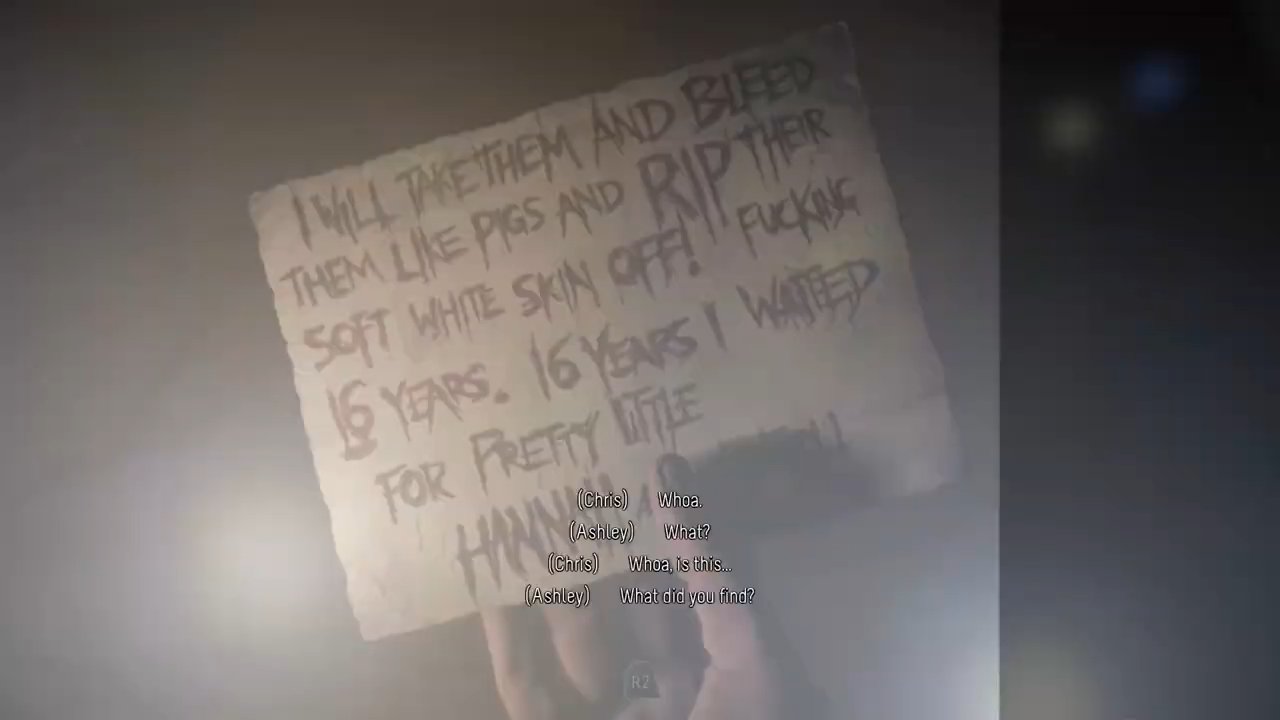 I WILL TAKE THEM AND BLEED
THEM LIKE PIGS AND RIP THEIR
SOFT WHITE SKIN OFF! FUCKING
16 YEARS. 16 YEARS I WAITED
FOR PRETTY LITTLE
(Chris) Whoa.
(Ashley) What?
(Chris) Whoa, is this...
(Ashley) What did you find?
R2